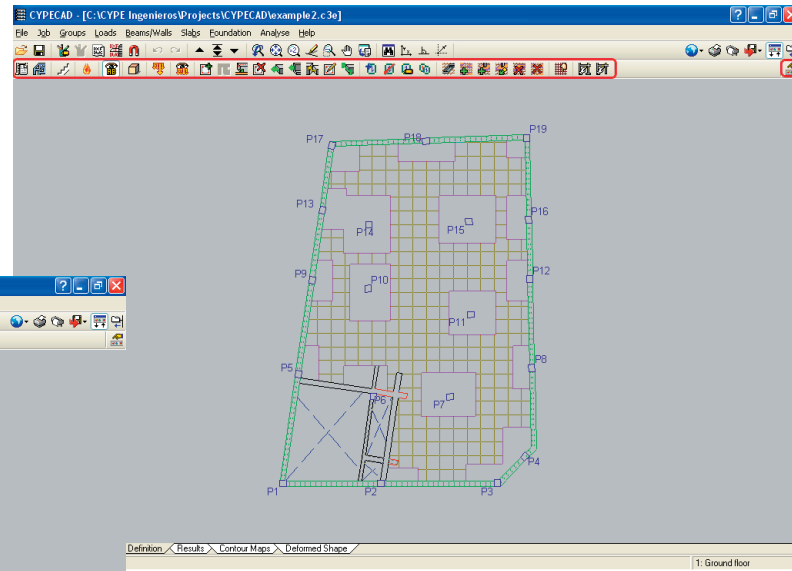 CYPECAD - [C:\CYPE Ingenieros\Projects\CYPECAD\example2.c3e]
File Job Groups Loads Beams/Walls Slabs Foundation Analyse Help
P17 P18 P19
P13 P14 P15 P16
P9 P10 P12
P11
P5 P6 P7 P8
P4
P1 P2 P3
Definition Results Contour Maps Deformed Shape
1: Ground floor